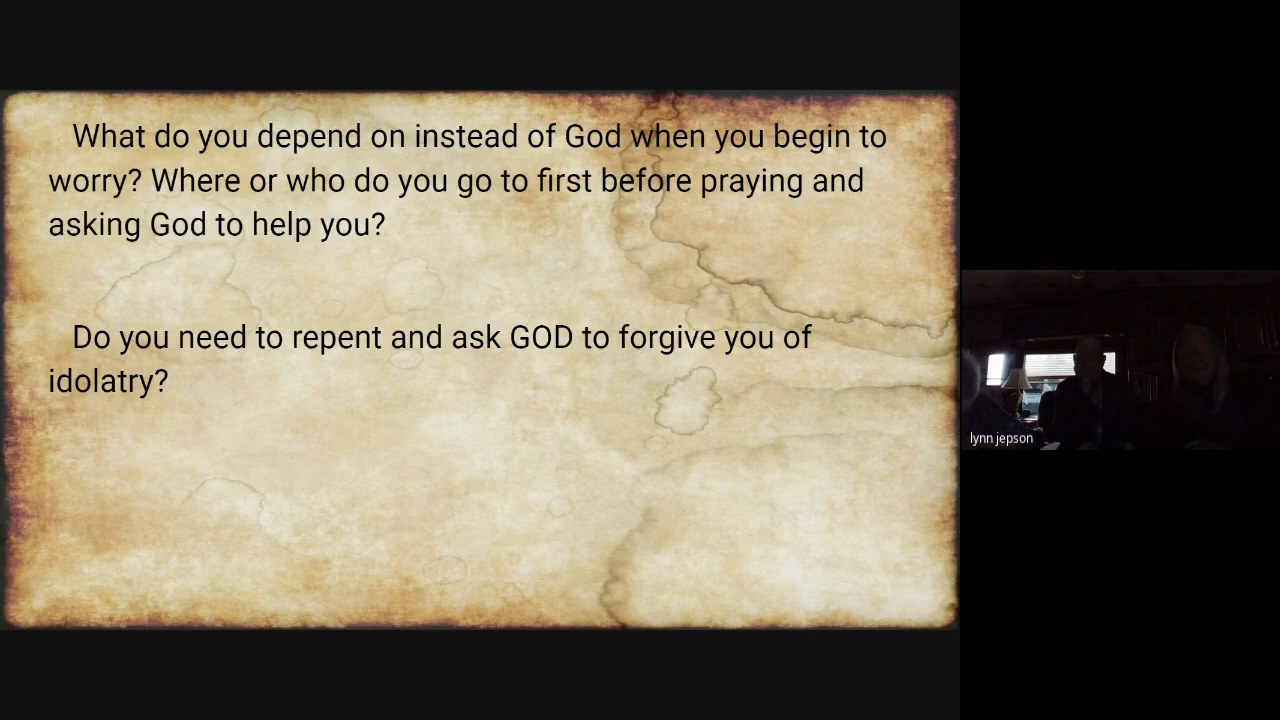 What do you depend on instead of God when you begin to
worry? Where or who do you go to first before praying and
asking God to help you?
Do you need to repent and ask GOD to forgive you of
idolatry?
lynn jepson